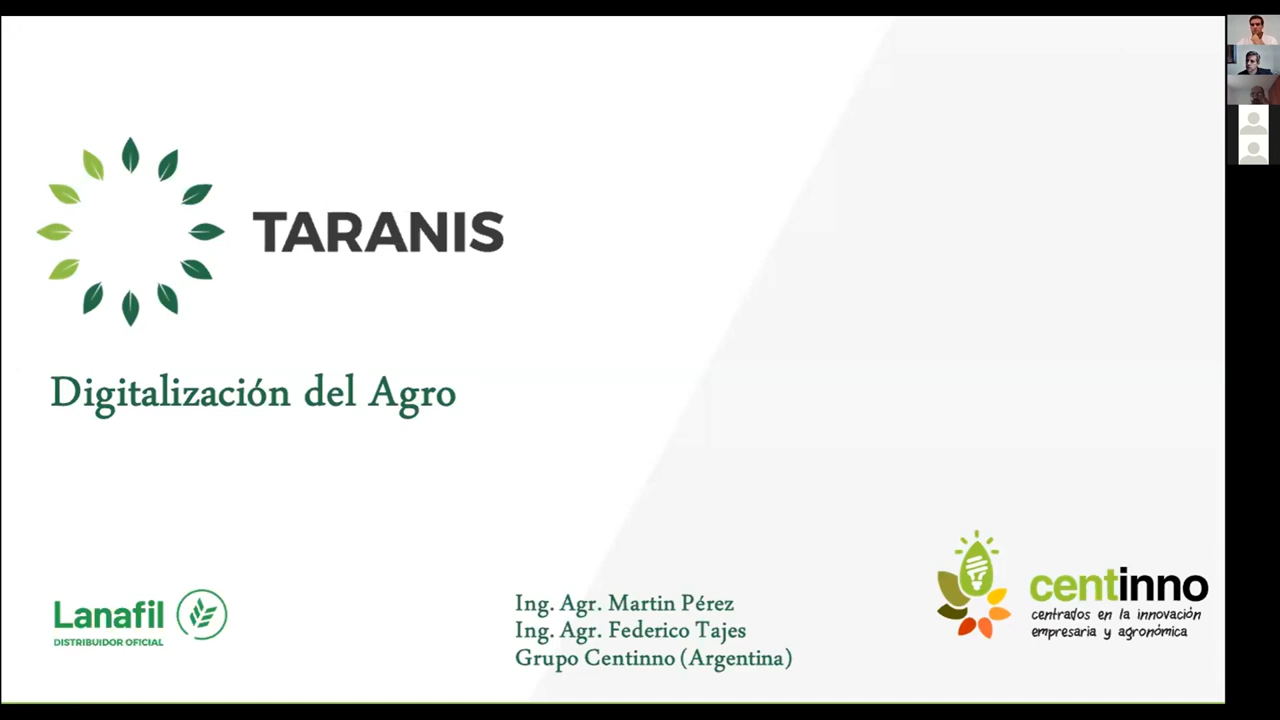 TARANIS
Digitalización del Agro
Lanafil
DISTRIBUIDOR OFICIAL
Ing. Agr. Martin Pérez
Ing. Agr. Federico Tajes
Grupo Centinno (Argentina)
centinno
centrados en la innovación
empresaria y agronómica